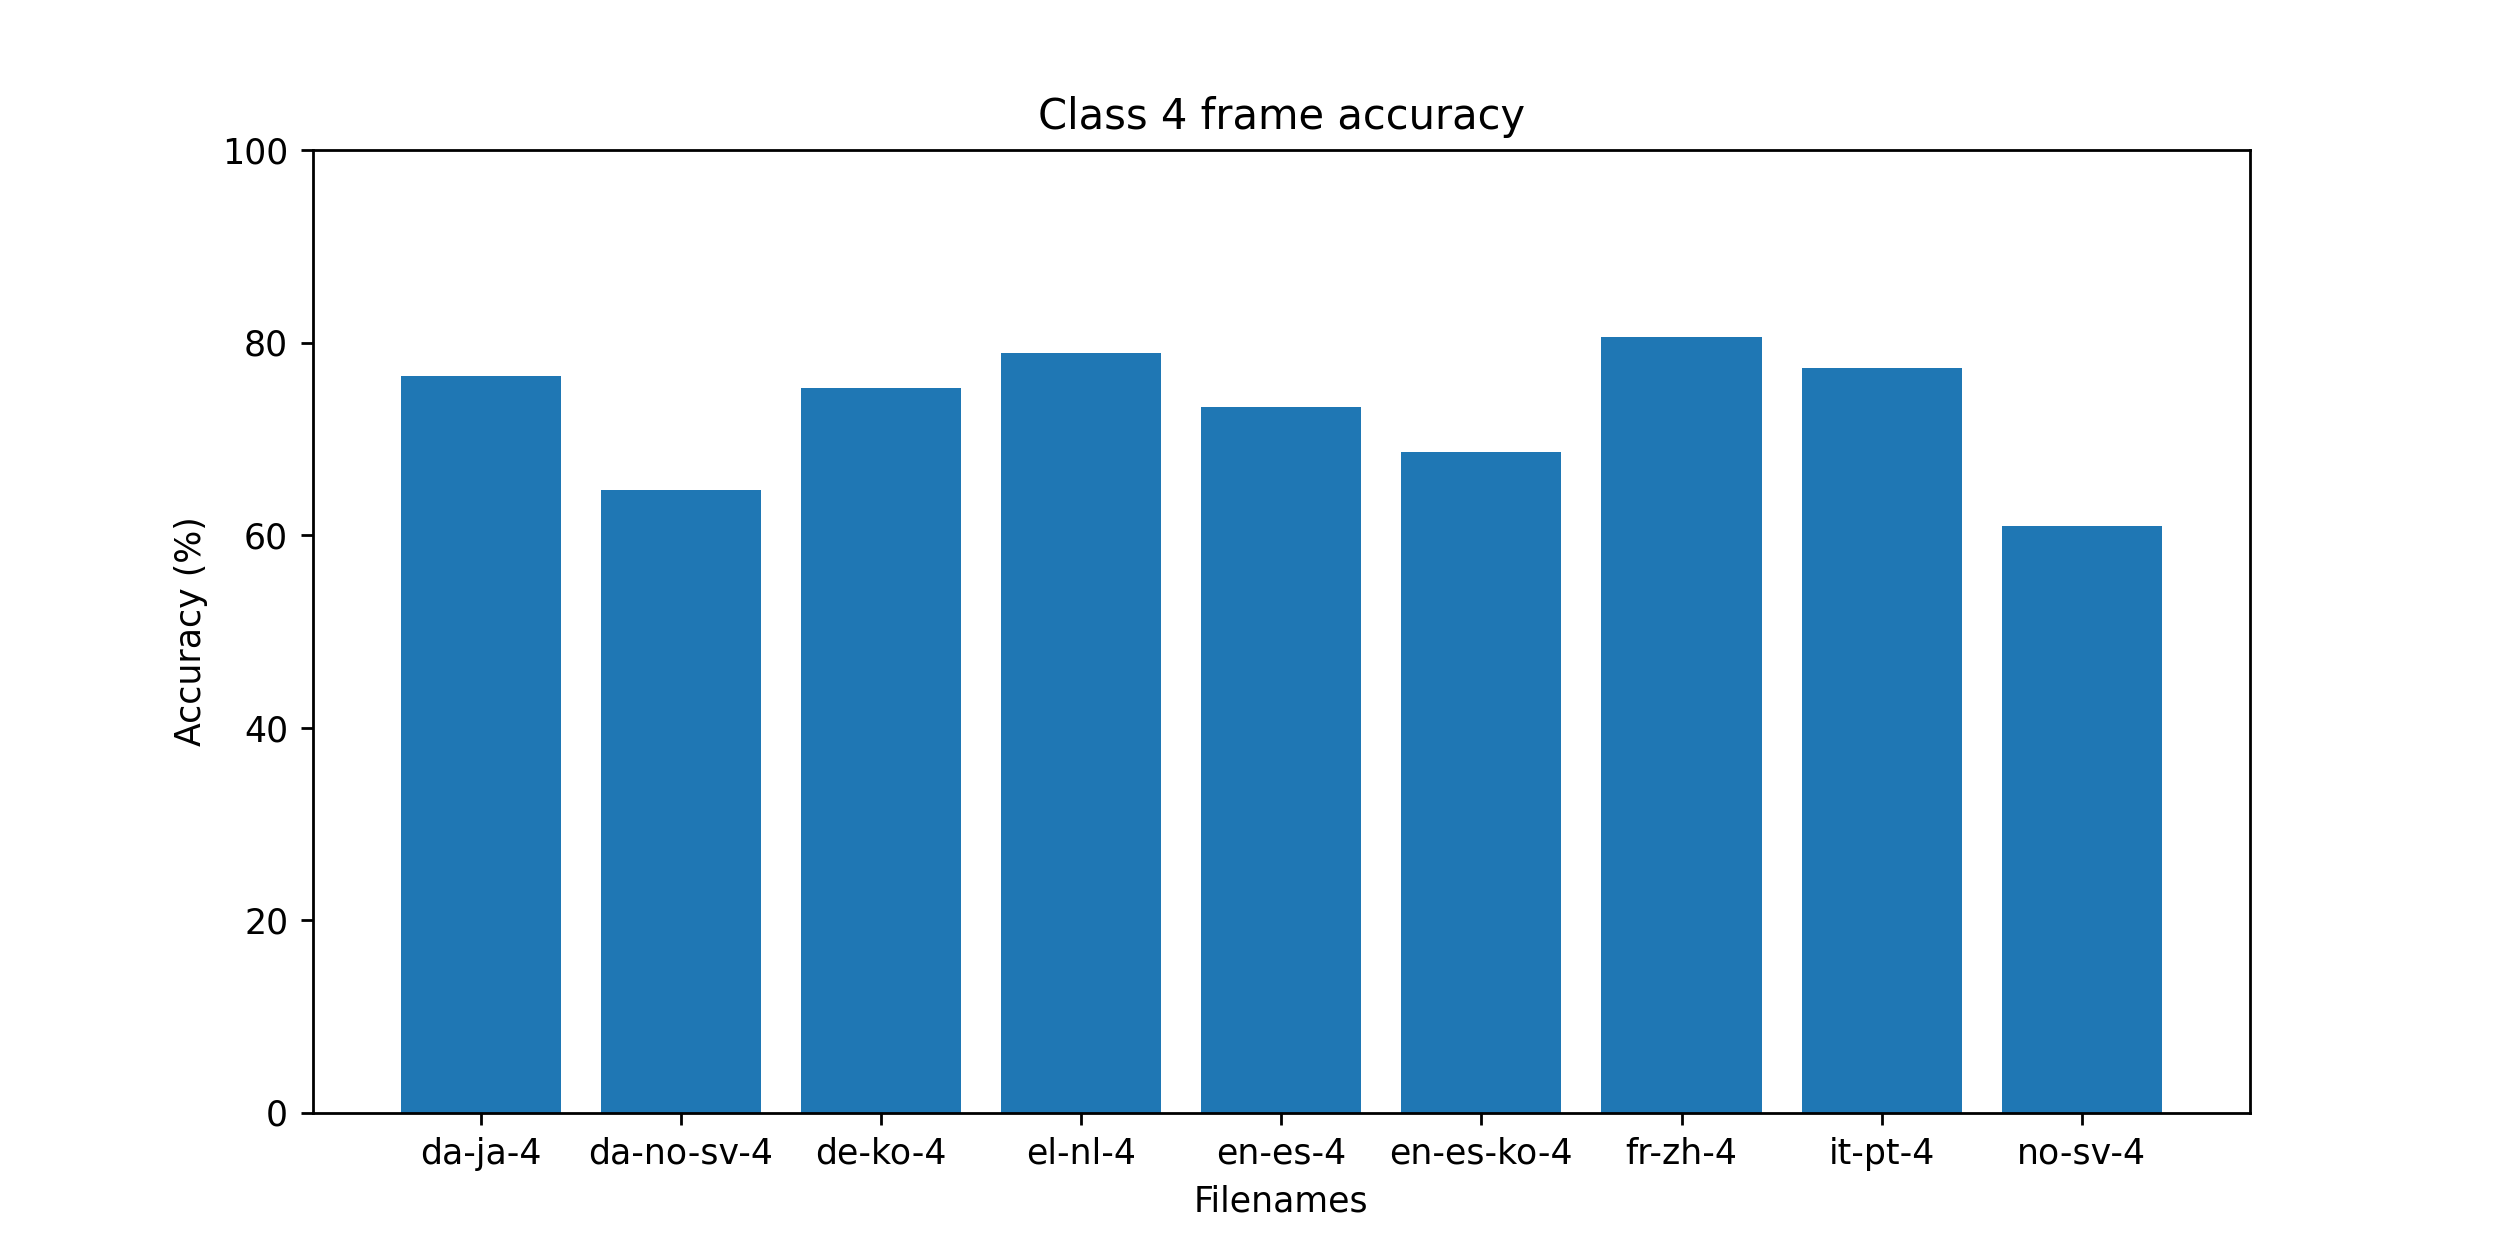 Class 4 frame accuracy
100
80
60
40
20
0
Accuracy (%)
da-ja-4 da-no-sv-4 de-ko-4 el-nl-4 en-es-4 en-es-ko-4 fr-zh-4 it-pt-4 no-sv-4
Filenames